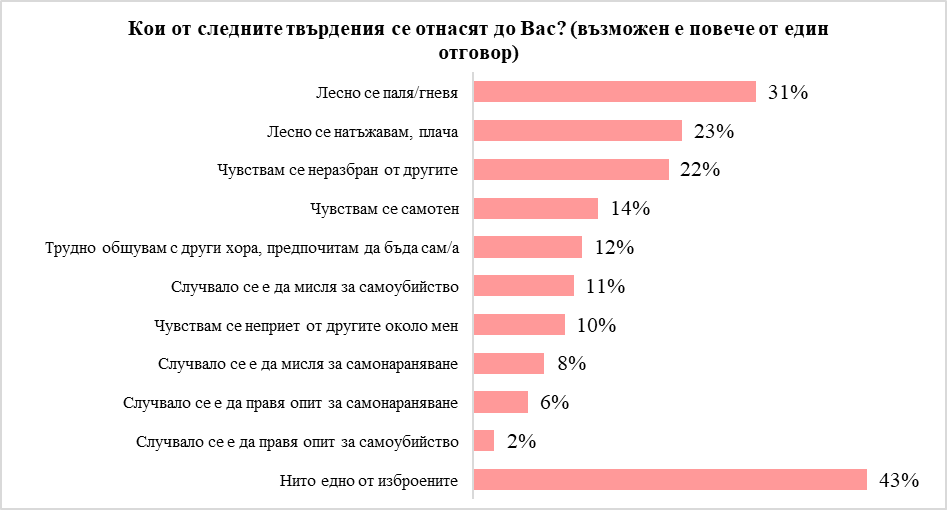 Кои от следните твърдения се отнасят до Вас? (възможен е повече от един
отговор)
Лесно се паля/гневя 31%
Лесно се натъжавам, плача 23%
Чувствам се неразбран от другите 22%
Чувствам се самотен 14%
Трудно общувам с други хора, предпочитам да бъда сам/а 12%
Случвало се е да мисля за самоубийство 11%
Чувствам се неприет от другите около мен 10%
Случвало се е да мисля за самонараняване 8%
Случвало се е да правя опит за самонараняване 6%
Случвало се е да правя опит за самоубийство 2%
Нито едно от изброените 43%